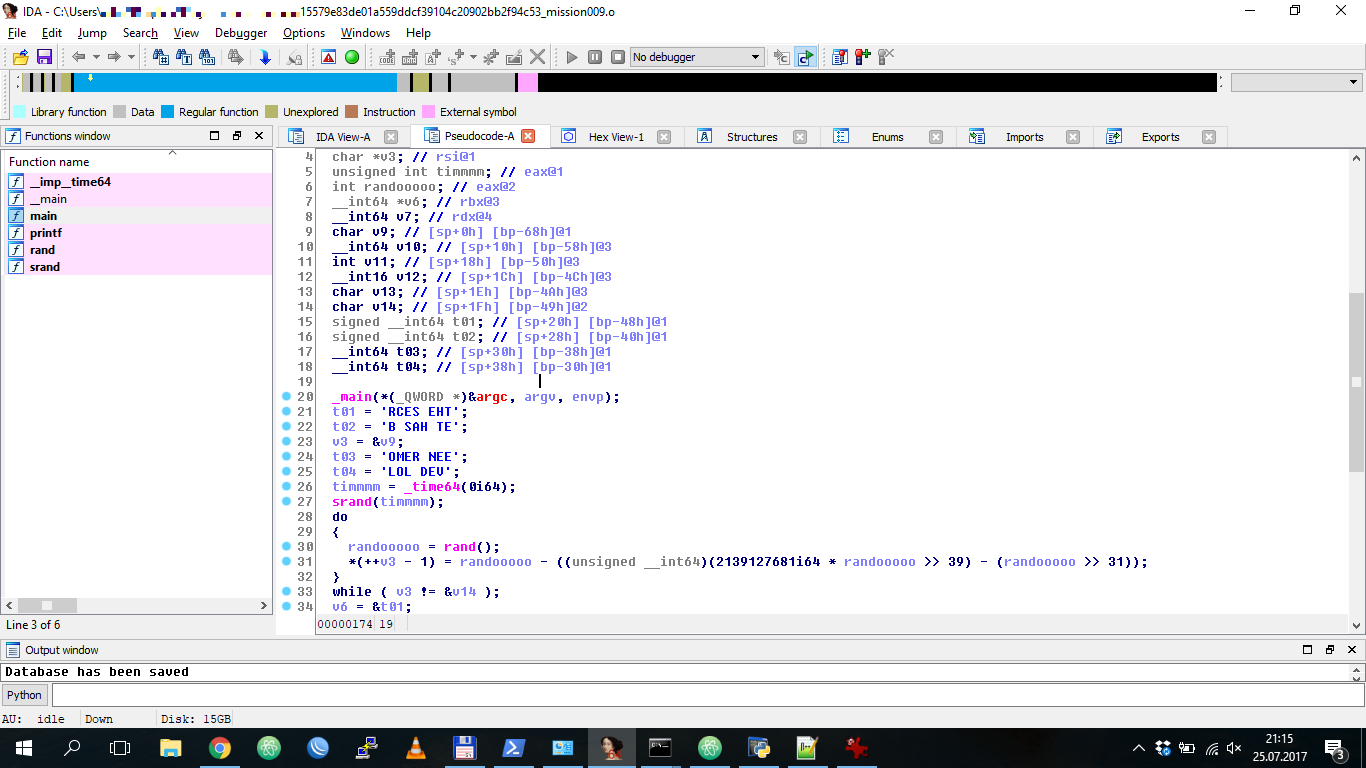 IDA - C:\Users\ 15579e83de01a559ddcf39104c20902bb2f94c53_mission009.o
File Edit Jump Search View Debugger Options Windows Help
No debugger
Library function Data Regular function Unexplored Instruction External symbol
Functions window
IDA View-A Pseudocode-A Hex View-1 Structures Enums Imports Exports
Function name
__imp__time64
__main
main
printf
rand
srand
Line 3 of 6
4 char *v3; // rsi@1
5 unsigned int timmmm; // eax@1
6 int randooooo; // eax@2
7 __int64 *v6; // rbx@3
8 __int64 v7; // rdx@4
9 char v9; // [sp+0h] [bp-68h]@1
10 __int64 v10; // [sp+10h] [bp-58h]@3
11 int v11; // [sp+18h] [bp-50h]@3
12 __int16 v12; // [sp+1Ch] [bp-4Ch]@3
13 char v13; // [sp+1Eh] [bp-4Ah]@3
14 char v14; // [sp+1Fh] [bp-49h]@2
15 signed __int64 t01; // [sp+20h] [bp-48h]@1
16 signed __int64 t02; // [sp+28h] [bp-40h]@1
17 __int64 t03; // [sp+30h] [bp-38h]@1
18 __int64 t04; // [sp+38h] [bp-30h]@1
19
20 _main(*(_QWORD *)&argc, argv, envp);
21 t01 = 'RCES EHT';
22 t02 = 'B SAH TE';
23 v3 = &v9;
24 t03 = 'OMER NEE';
25 t04 = 'LOL DEV';
26 timmmm = _time64(0i64);
27 srand(timmmm);
28 do
29 {
30 randooooo = rand();
31 *(++v3 - 1) = randooooo - ((unsigned __int64)(2139127681i64 * randooooo >> 39) - (randooooo >> 31));
32 }
33 while ( v3 != &v14 );
34 v6 = &t01;
00000174 19
Output window
Database has been saved
Python
AU: idle Down Disk: 15GB
21:15
25.07.2017
3